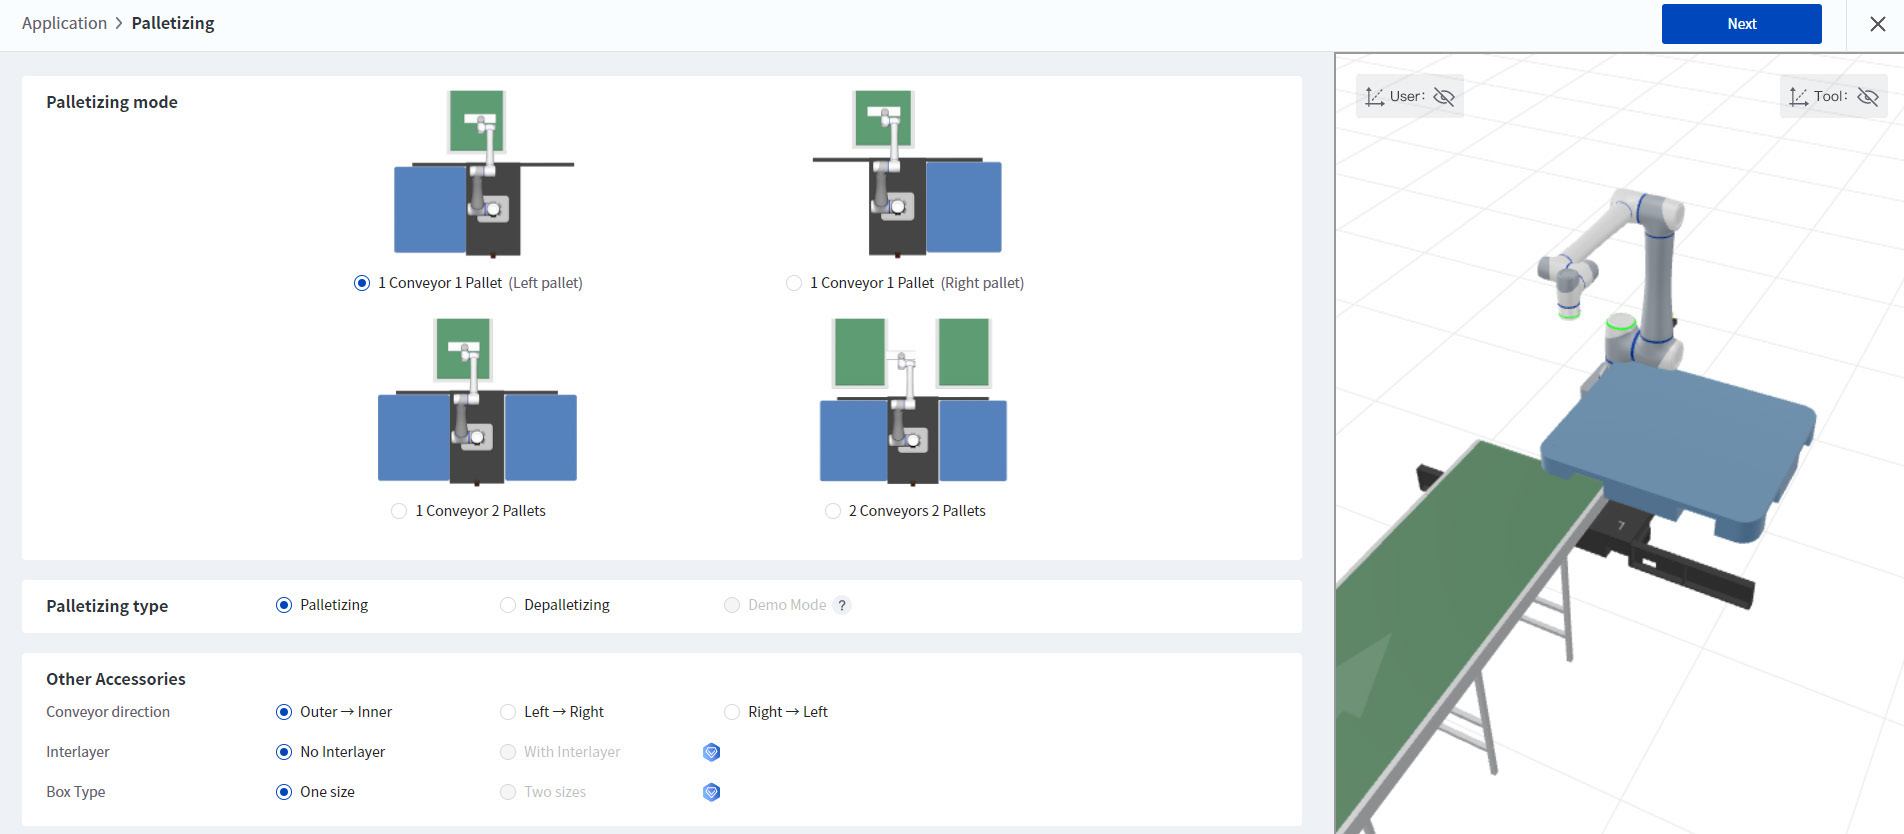 Application > Palletizing
Next
Palletizing mode
1 Conveyor 1 Pallet (Left pallet)
1 Conveyor 1 Pallet (Right pallet)
1 Conveyor 2 Pallets
2 Conveyors 2 Pallets
Palletizing type
Palletizing
Depalletizing
Demo Mode ?
Other Accessories
Conveyor direction
Outer → Inner
Left → Right
Right → Left
Interlayer
No Interlayer
With Interlayer
Box Type
One size
Two sizes
User:
Tool: